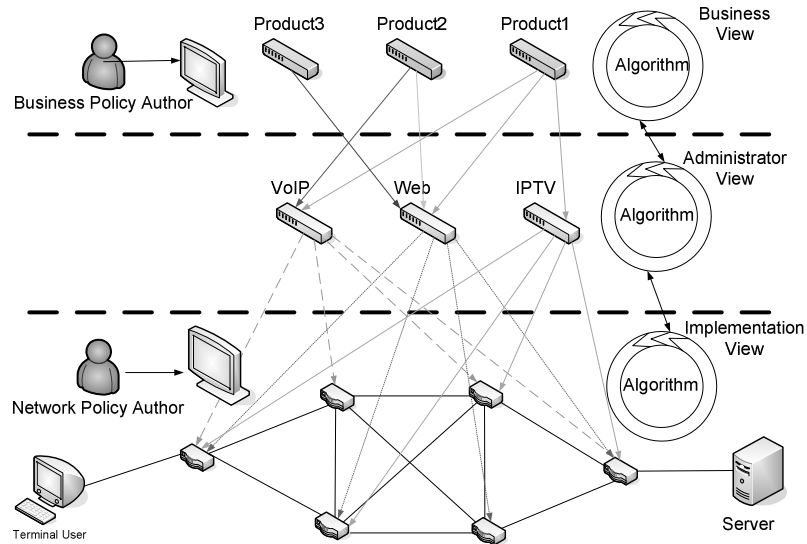 Product3
Product2
Product1
Business
View
Algorithm
Business Policy Author
Administrator
View
VoIP
Web
IPTV
Algorithm
Implementation
View
Algorithm
Network Policy Author
Terminal User
Server